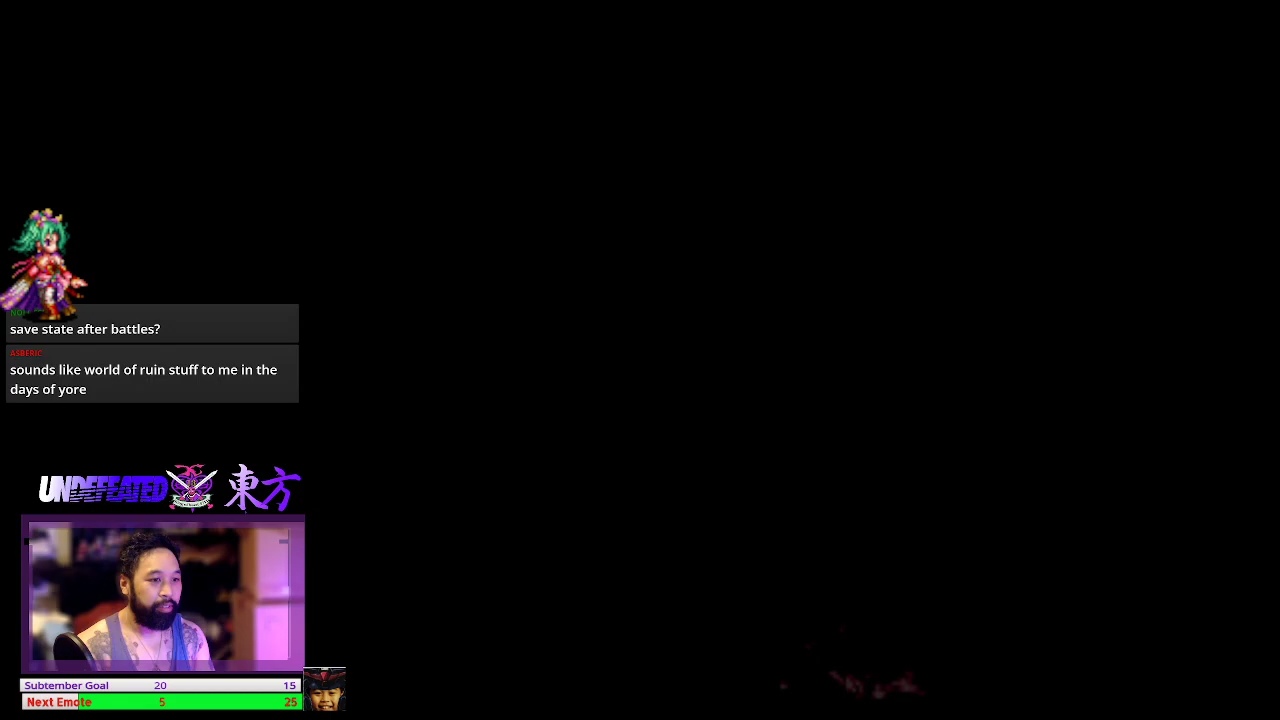 save state after battles?
ASBERIC
sounds like world of ruin stuff to me in the
days of yore
UNDEFEATED 東方
Subtember Goal 20 15
Next Emote 5 25